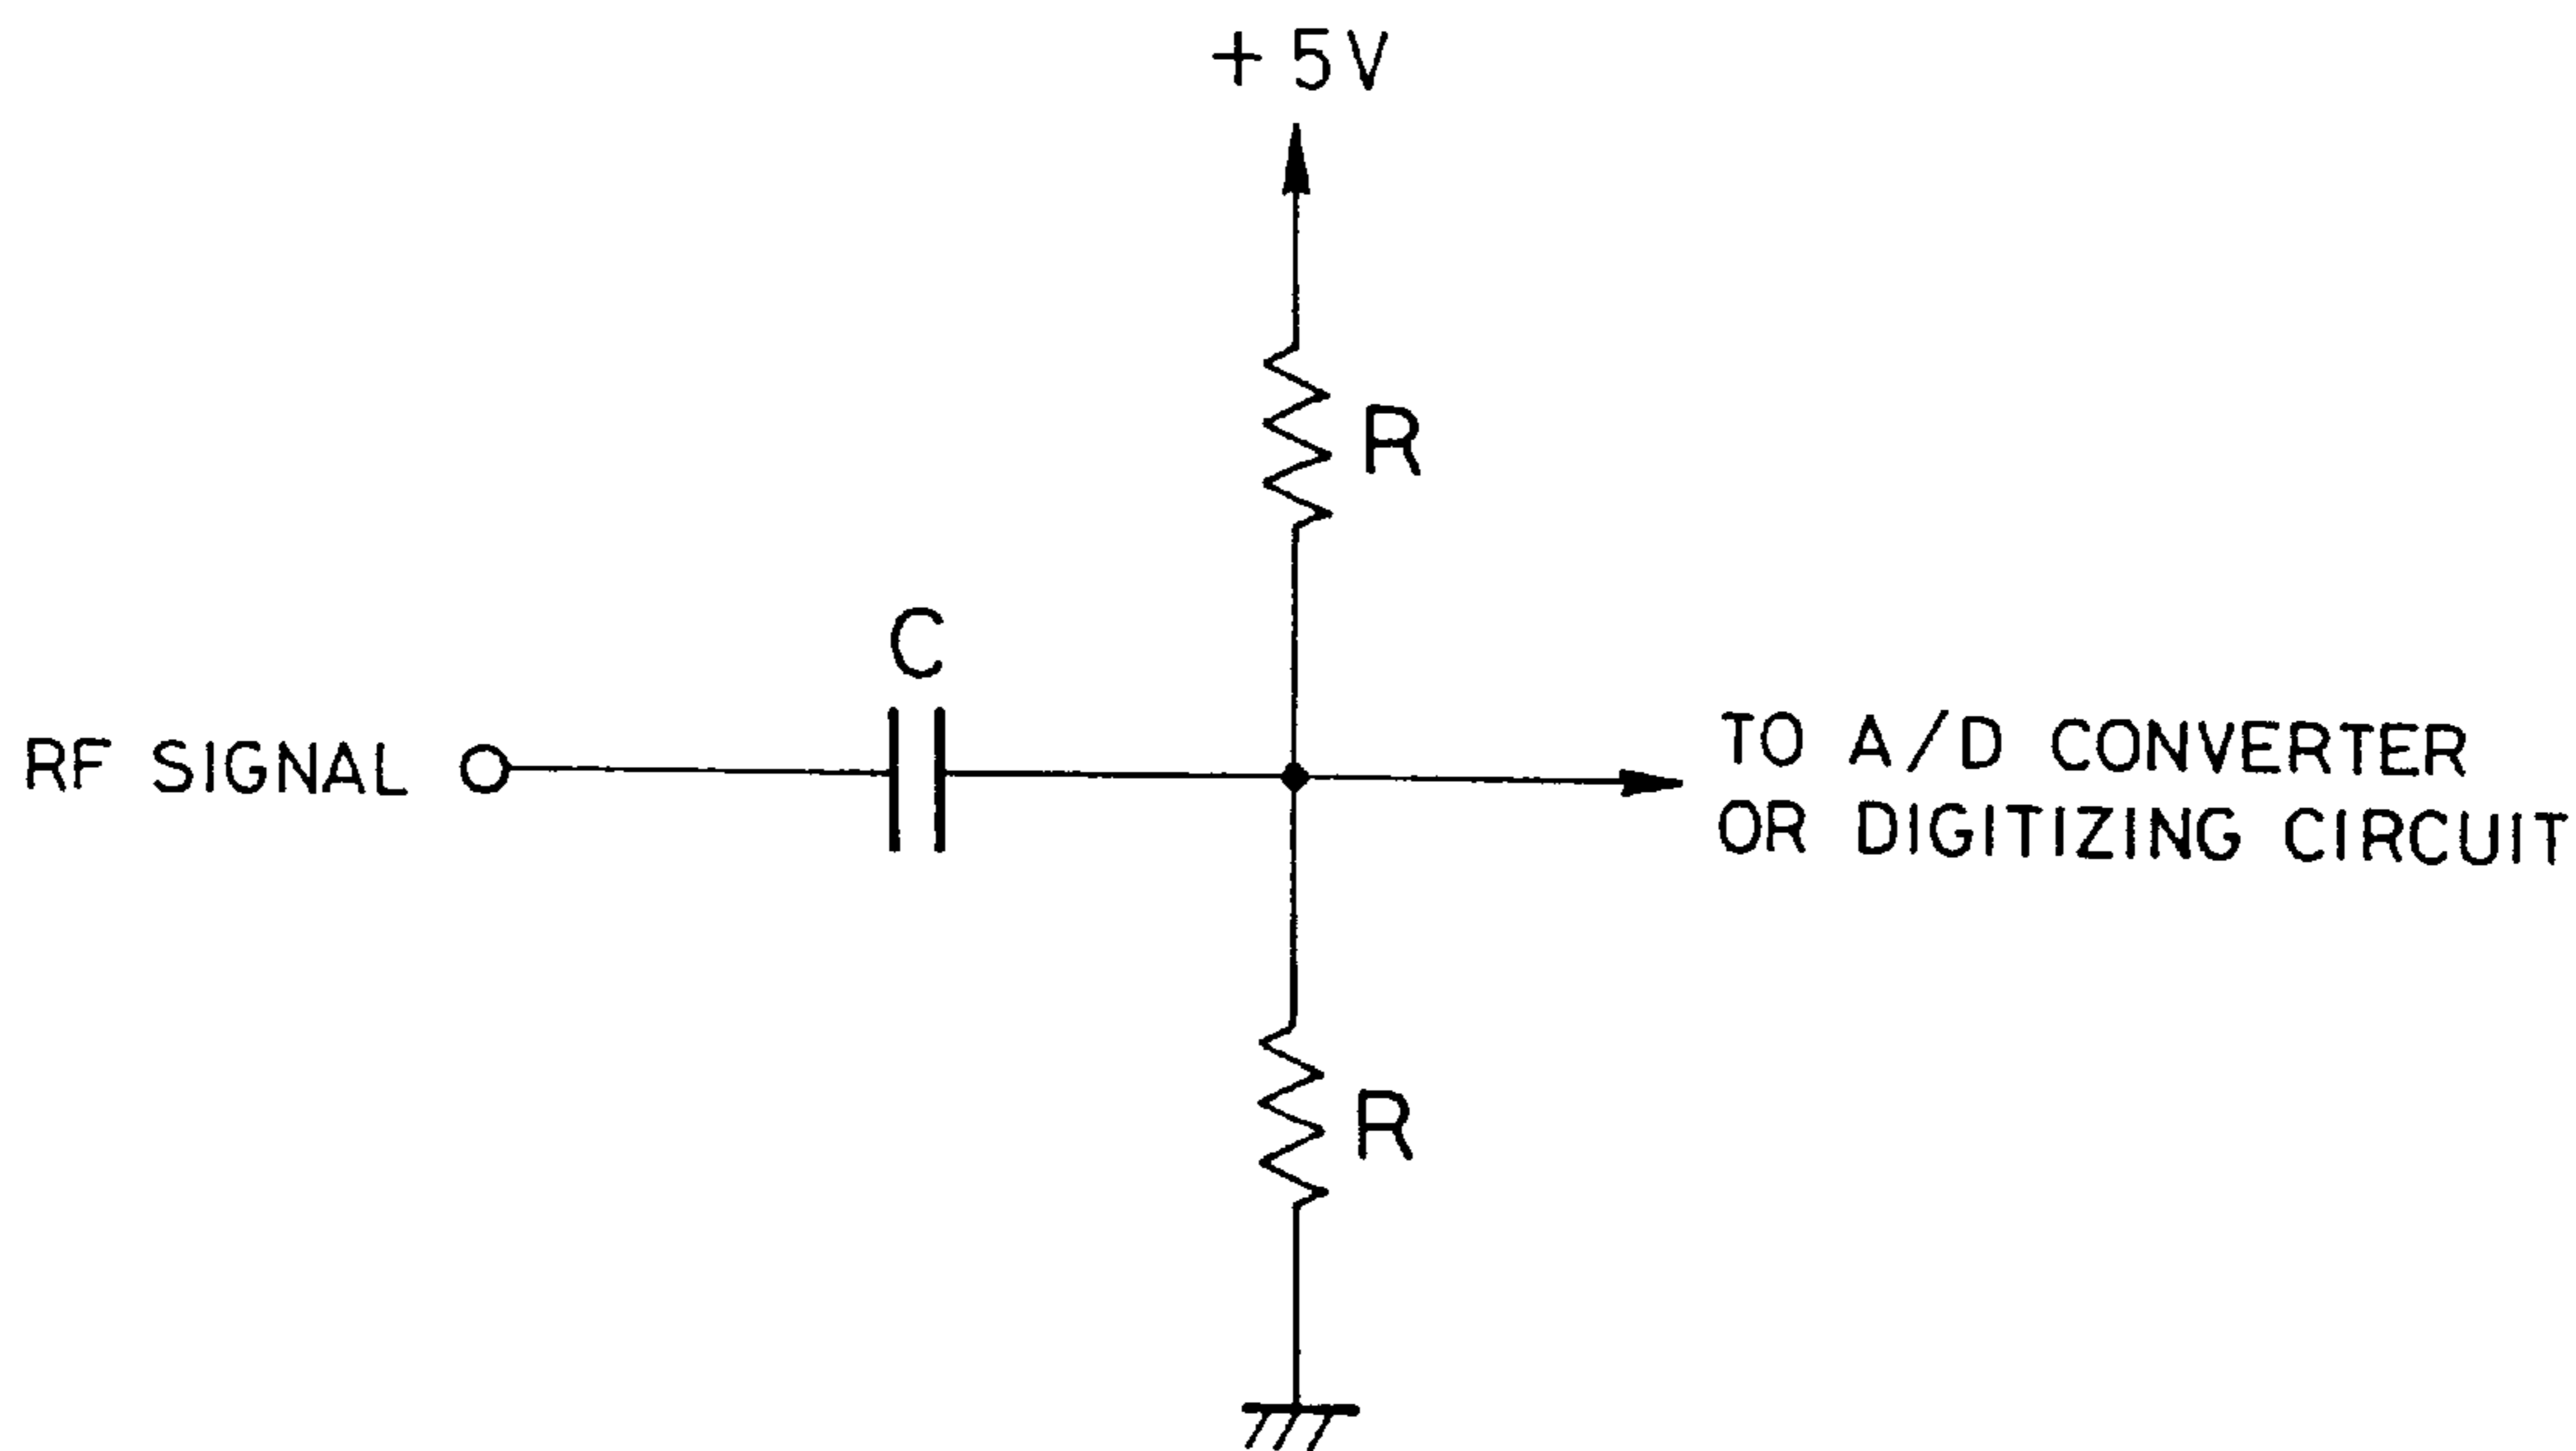 +5V
R
C
RF SIGNAL
TO A/D CONVERTER
OR DIGITIZING CIRCUIT
R